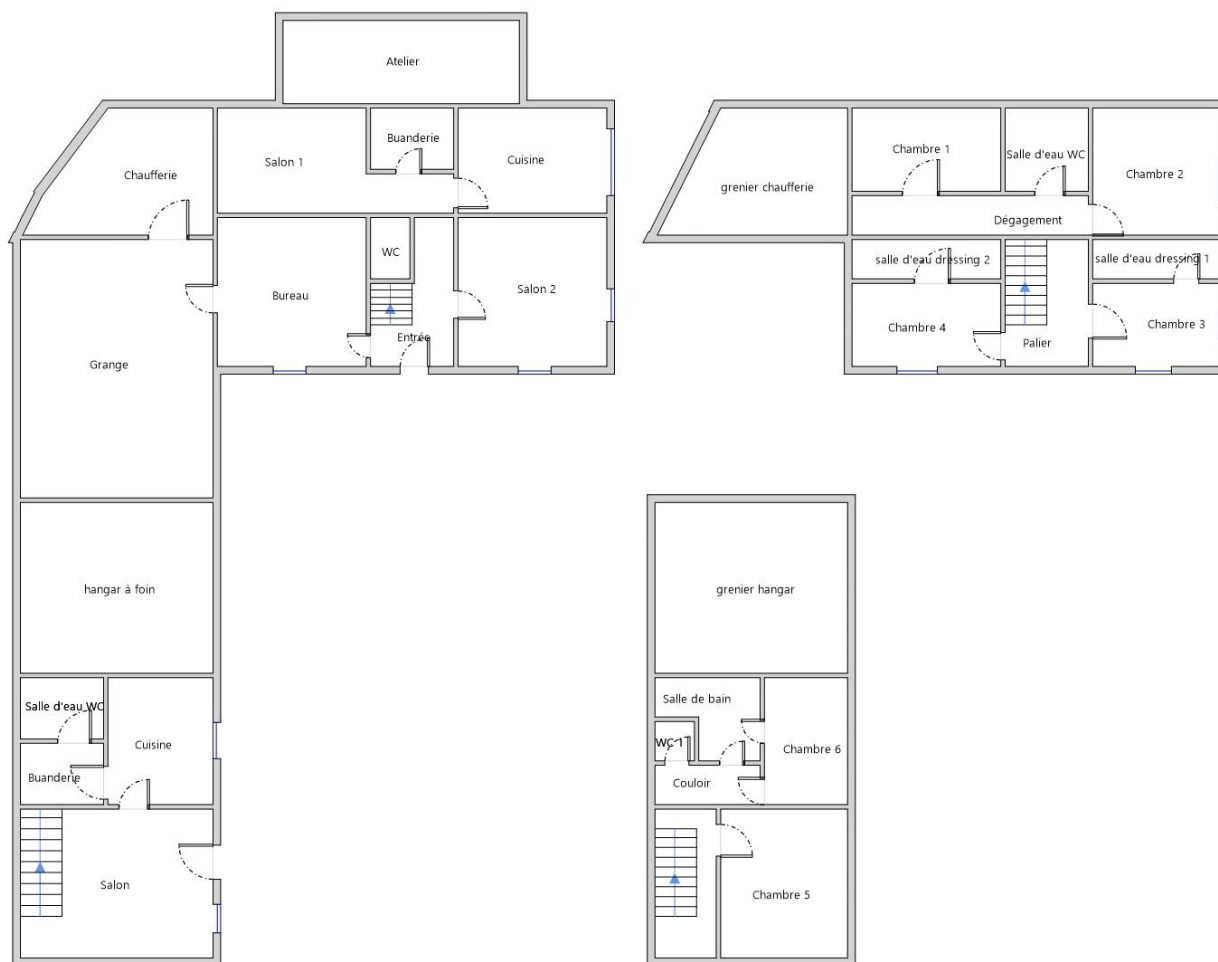 Atelier
Salon 1
Buanderie
Cuisine
Chaufferie
WC
Bureau
Salon 2
Entrée
Grange
hangar à foin
Salle d'eau WC
Cuisine
Buanderie
Salon
Chambre 1
Salle d'eau WC
Chambre 2
grenier chaufferie
Dégagement
salle d'eau dressing 2
salle d'eau dressing 1
Chambre 4
Chambre 3
Palier
grenier hangar
Salle de bain
WC 1
Chambre 6
Couloir
Chambre 5